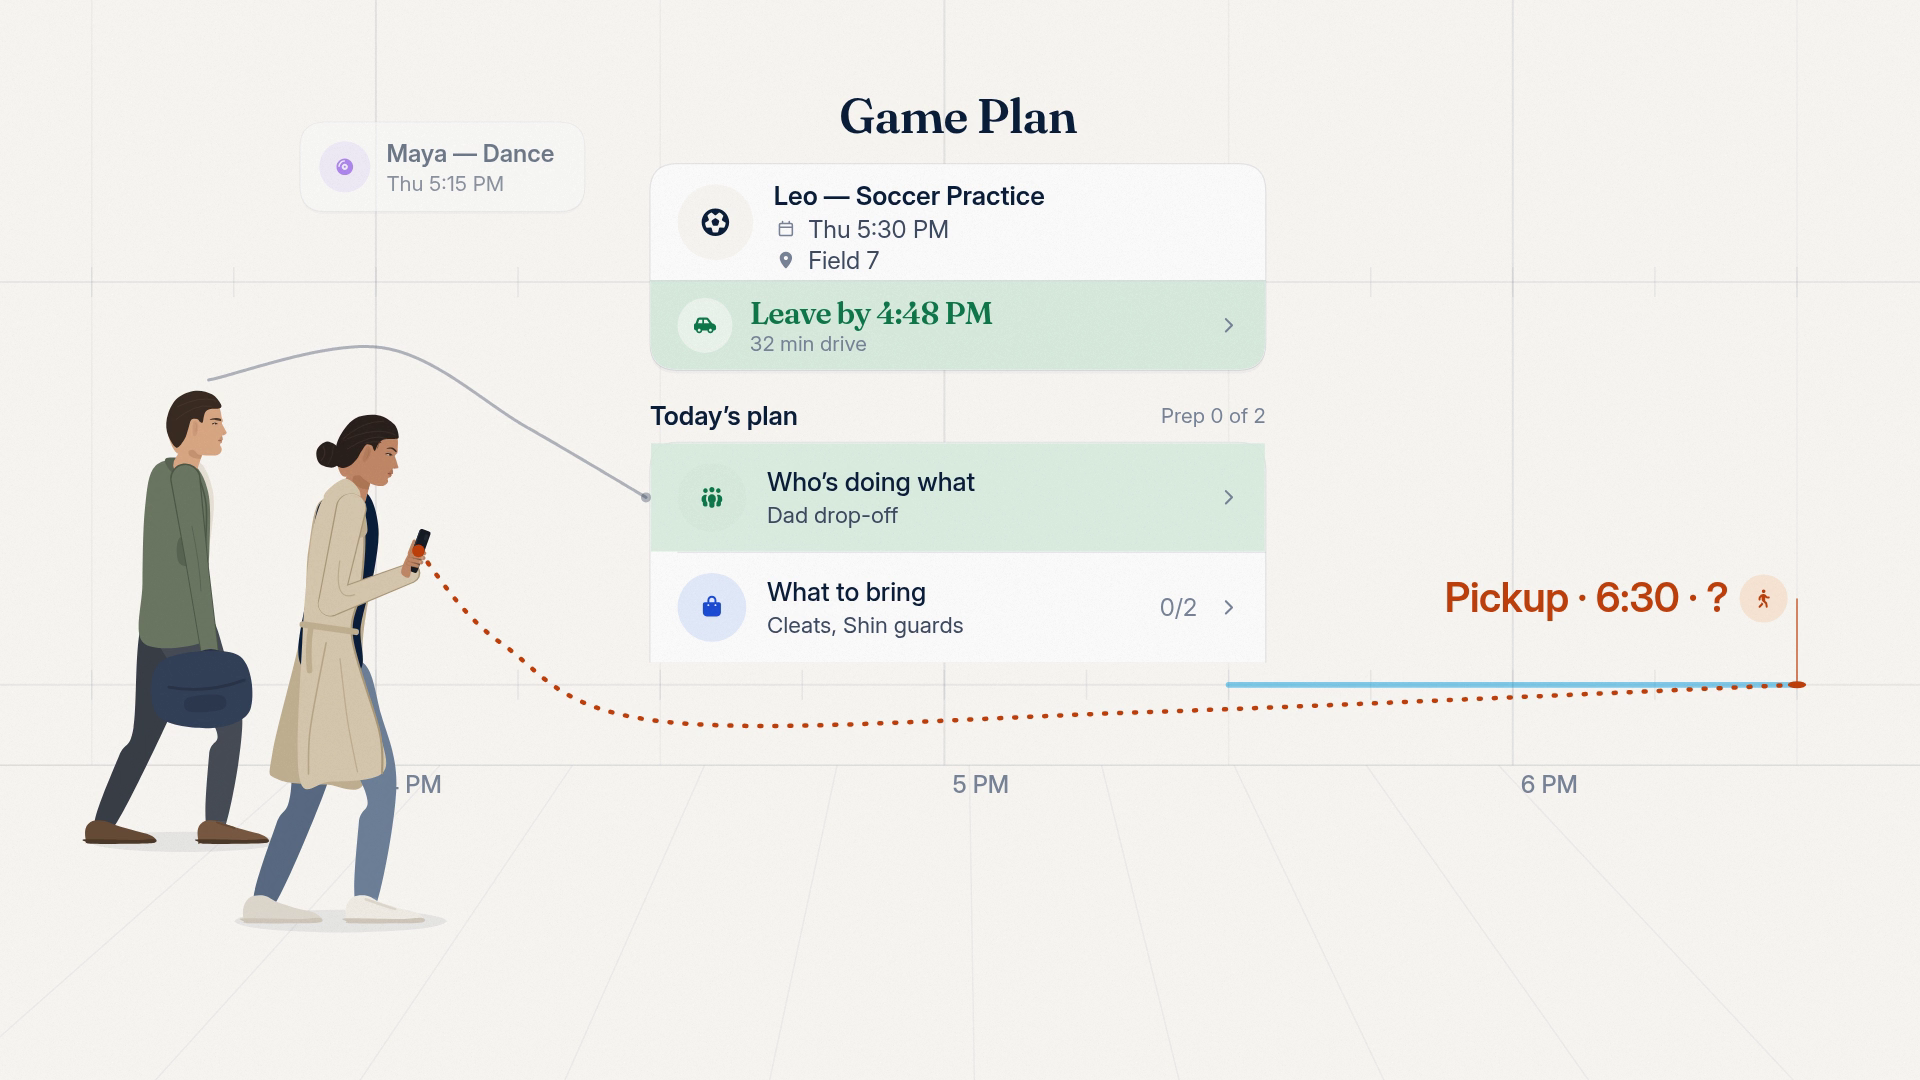 Game Plan
Maya — Dance
Thu 5:15 PM
Leo — Soccer Practice
Thu 5:30 PM
Field 7
Leave by 4:48 PM
32 min drive
Today’s plan
Prep 0 of 2
Who’s doing what
Dad drop-off
What to bring
Cleats, Shin guards
0/2
Pickup · 6:30 · ?
PM
5 PM
6 PM